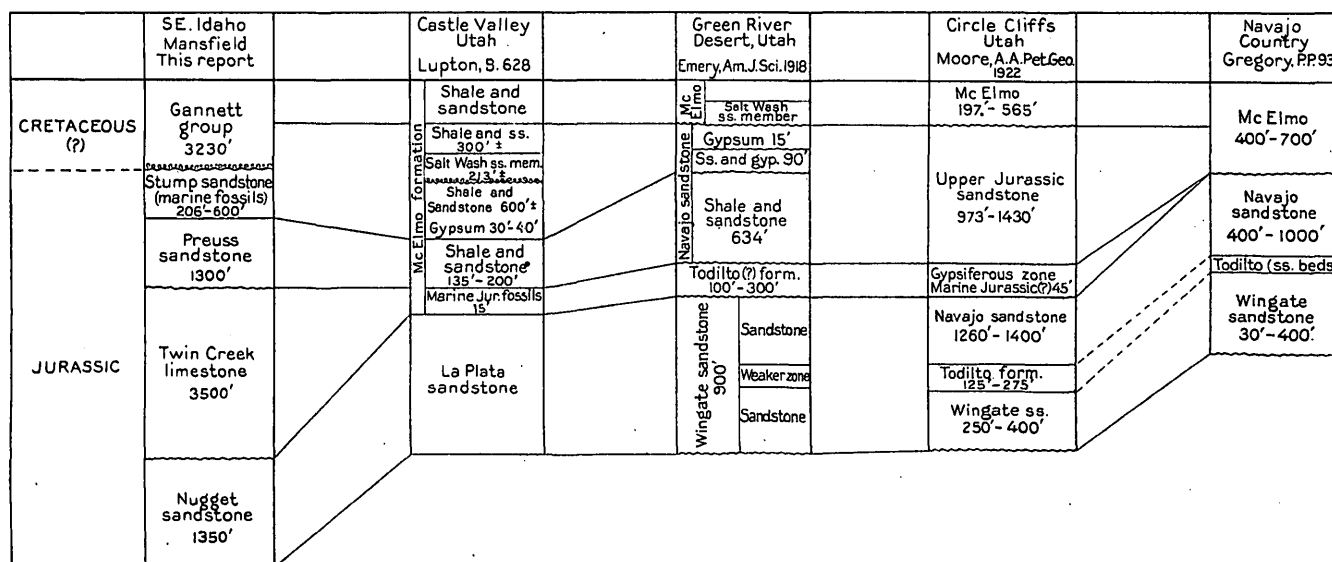 SE. Idaho
Mansfield
This report
Castle Valley
Utah
Lupton, B. 628
Green River
Desert, Utah
Emery, Am. J. Sci. 1918
Circle Cliffs
Utah
Moore, A.A. Pet. Geo.
1922
Navajo
Country
Gregory, P.P. 93
CRETACEOUS
(?)
JURASSIC
Gannett
group
3230'
Stump sandstone
(marine fossils)
206'-600'
Preuss
sandstone
1300'
Twin Creek
limestone
3500'
Nugget
sandstone
1350'
Mc Elmo formation
Shale and
sandstone
Shale and ss.
300' ±
Salt Wash ss. mem.
213' ±
Shale and
Sandstone 600' ±
Gypsum 30'-40'
Shale and
sandstone
135'-200'
Marine Jur. fossils
15'
La Plata
sandstone
Mc
Elmo
Salt Wash
ss. member
Navajo sandstone
Gypsum 15'
Ss. and gyp. 90'
Shale and
sandstone
634'
Todilto (?) form.
100'-300'
Wingate sandstone
900'
Sandstone
Weaker zone
Sandstone
Mc Elmo
197'-565'
Upper Jurassic
sandstone
973'-1430'
Gypsiferous zone
Marine Jurassic(?) 45'
Navajo sandstone
1260'-1400'
Todilto form.
125'-275'
Wingate ss.
250'-400'
Mc Elmo
400'-700'
Navajo
sandstone
400'-1000'
Todilto (ss. beds
Wingate
sandstone
30'-400'